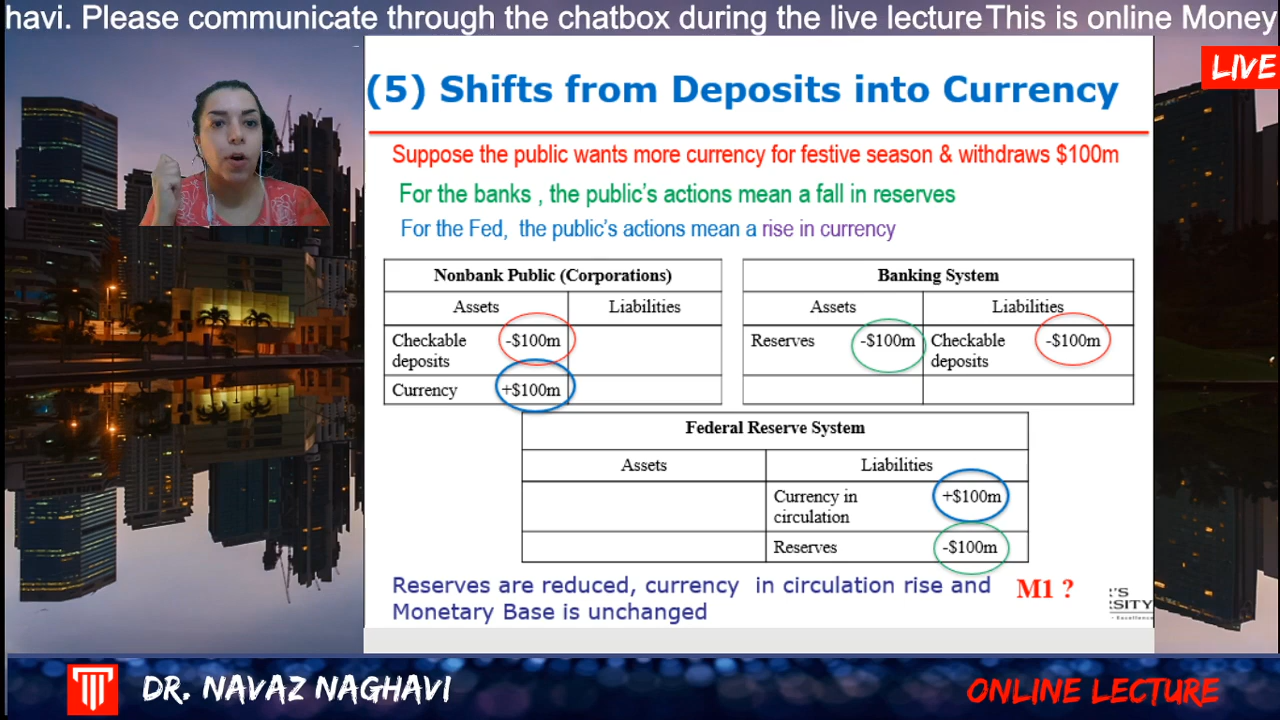 havi. Please communicate through the chatbox during the live lectureThis is online Money
LIVE
(5) Shifts from Deposits into Currency
Suppose the public wants more currency for festive season & withdraws $100m
For the banks , the public's actions mean a fall in reserves
For the Fed, the public's actions mean a rise in currency
Nonbank Public (Corporations)
Assets Liabilities
Checkable deposits -$100m
Currency +$100m
Banking System
Assets Liabilities
Reserves -$100m Checkable deposits -$100m
Federal Reserve System
Assets Liabilities
Currency in circulation +$100m
Reserves -$100m
Reserves are reduced, currency in circulation rise and
Monetary Base is unchanged
M1 ?
DR. NAVAZ NAGHAVI
ONLINE LECTURE